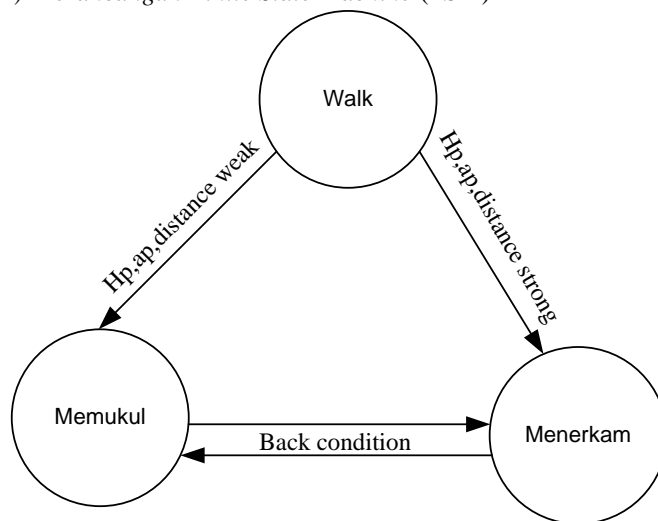 Walk
Hp,ap,distance weak
Hp,ap,distance strong
Memukul
Back condition
Menerkam